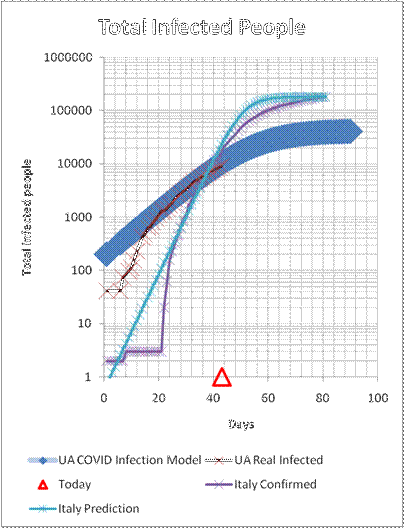 Total Infected People
1000000
100000
10000
1000
100
10
1
0 20 40 60 80 100
Total infected people
Days
UA COVID Infection Model UA Real Infected
Today Italy Confirmed
Italy Prediction